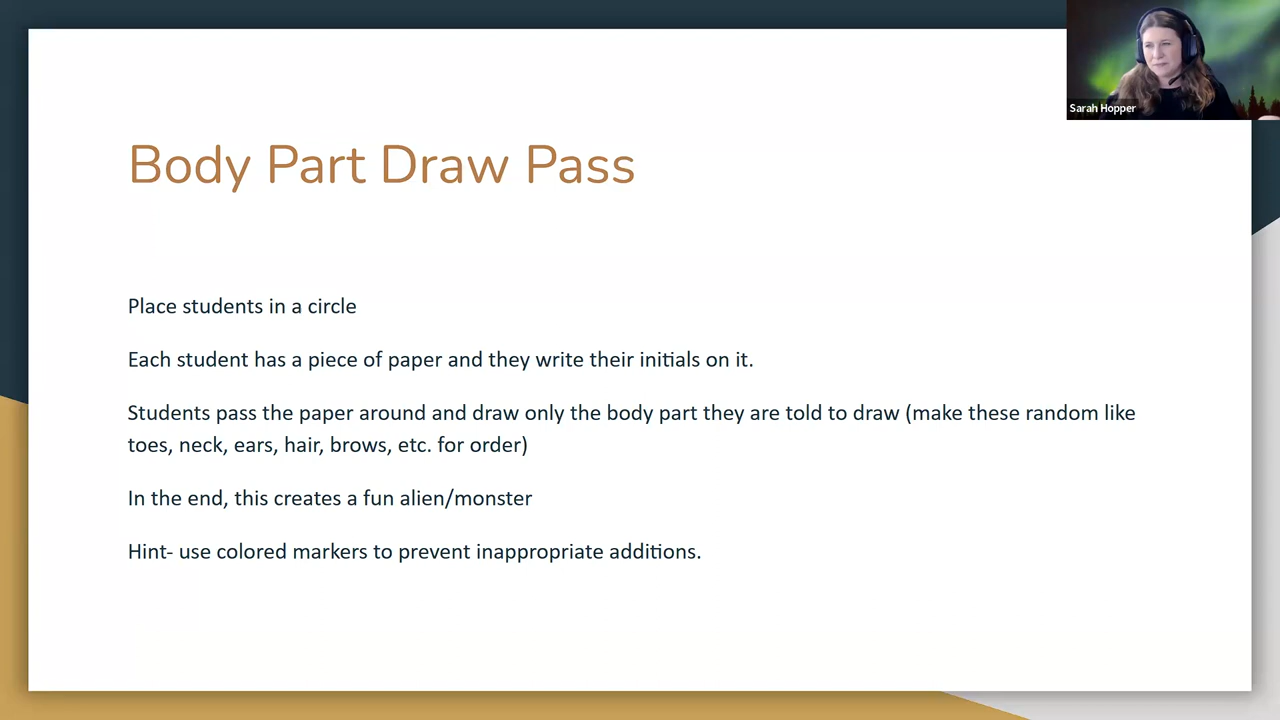 Sarah Hopper
Body Part Draw Pass
Place students in a circle
Each student has a piece of paper and they write their initials on it.
Students pass the paper around and draw only the body part they are told to draw (make these random like
toes, neck, ears, hair, brows, etc. for order)
In the end, this creates a fun alien/monster
Hint- use colored markers to prevent inappropriate additions.